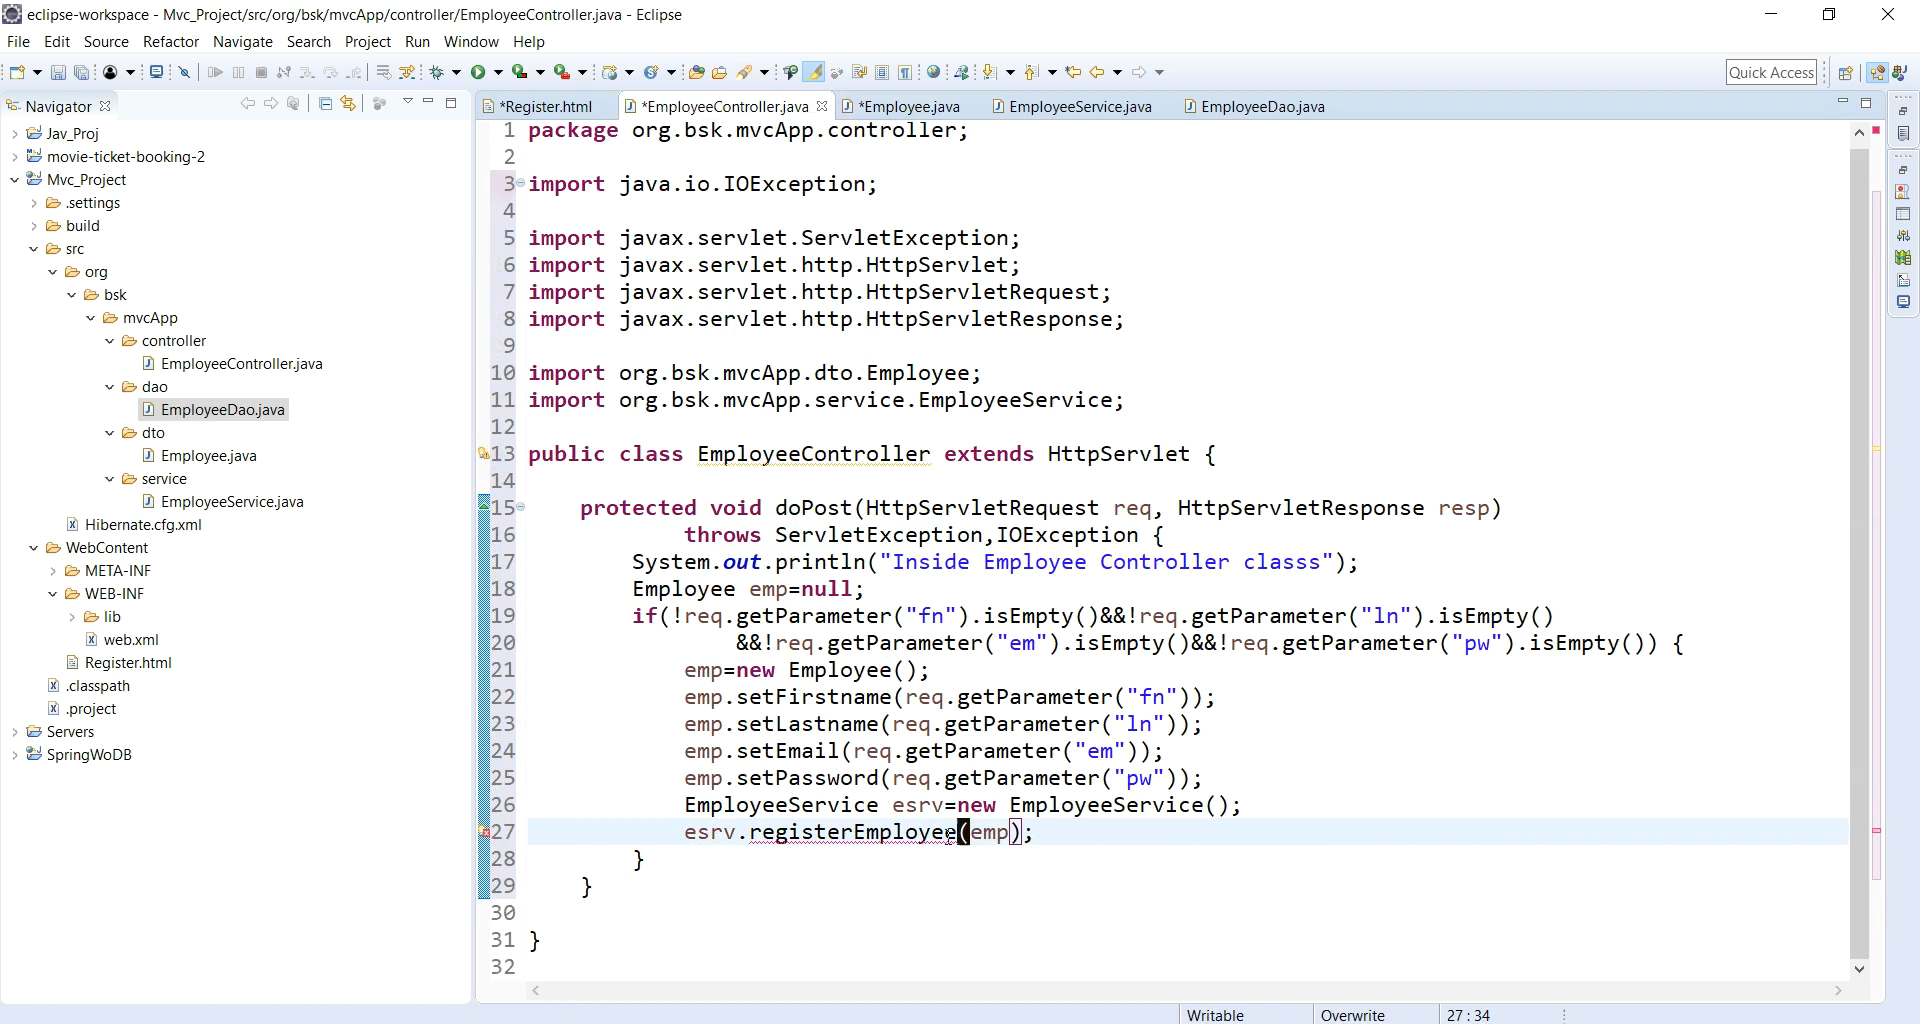 eclipse-workspace - Mvc_Project/src/org/bsk/mvcApp/controller/EmployeeController.java - Eclipse
File Edit Source Refactor Navigate Search Project Run Window Help
Quick Access
Navigator
*Register.html *EmployeeController.java *Employee.java EmployeeService.java EmployeeDao.java
Jav_Proj
movie-ticket-booking-2
Mvc_Project
.settings
build
src
org
bsk
mvcApp
controller
EmployeeController.java
dao
EmployeeDao.java
dto
Employee.java
service
EmployeeService.java
Hibernate.cfg.xml
WebContent
META-INF
WEB-INF
lib
web.xml
Register.html
.classpath
.project
Servers
SpringWoDB
1 package org.bsk.mvcApp.controller;
2
3 import java.io.IOException;
4
5 import javax.servlet.ServletException;
6 import javax.servlet.http.HttpServlet;
7 import javax.servlet.http.HttpServletRequest;
8 import javax.servlet.http.HttpServletResponse;
9
10 import org.bsk.mvcApp.dto.Employee;
11 import org.bsk.mvcApp.service.EmployeeService;
12
13 public class EmployeeController extends HttpServlet {
14
15 protected void doPost(HttpServletRequest req, HttpServletResponse resp)
16 throws ServletException,IOException {
17 System.out.println("Inside Employee Controller classs");
18 Employee emp=null;
19 if(!req.getParameter("fn").isEmpty()&&!req.getParameter("ln").isEmpty()
20 &&!req.getParameter("em").isEmpty()&&!req.getParameter("pw").isEmpty()) {
21 emp=new Employee();
22 emp.setFirstname(req.getParameter("fn"));
23 emp.setLastname(req.getParameter("ln"));
24 emp.setEmail(req.getParameter("em"));
25 emp.setPassword(req.getParameter("pw"));
26 EmployeeService esrv=new EmployeeService();
27 esrv.registerEmployee(emp);
28 }
29 }
30
31 }
32
Writable Overwrite 27 : 34